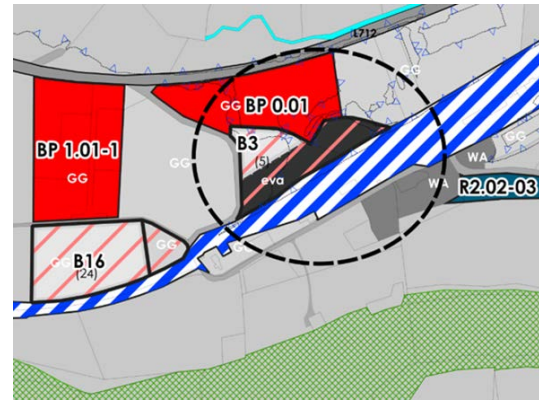 L712
GG
GG BP 0.01
BP 1.01-1
GG
B3
(5)
GG
eva
GG
WA
WA
R2.02-03
GG
GG B16
(24)